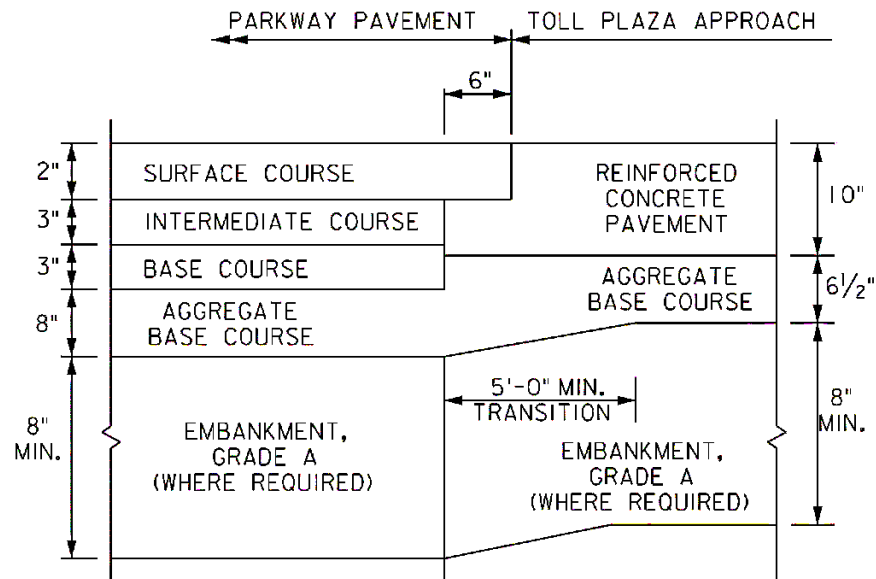 PARKWAY PAVEMENT
TOLL PLAZA APPROACH
6"
2"
SURFACE COURSE
REINFORCED
CONCRETE
PAVEMENT
10"
3"
INTERMEDIATE COURSE
3"
BASE COURSE
AGGREGATE
BASE COURSE
6½"
8"
AGGREGATE
BASE COURSE
5'-0" MIN.
TRANSITION
8"
MIN.
8"
MIN.
EMBANKMENT,
GRADE A
(WHERE REQUIRED)
EMBANKMENT,
GRADE A
(WHERE REQUIRED)